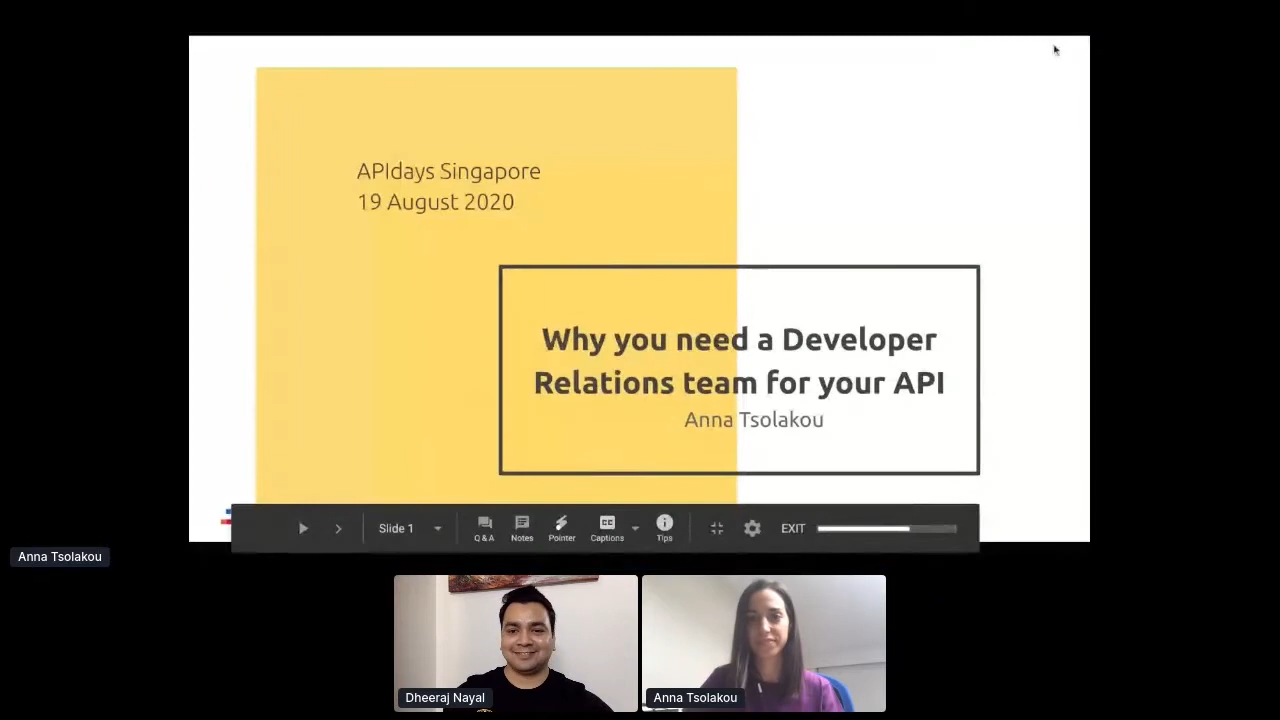 APIdays Singapore
19 August 2020
Why you need a Developer
Relations team for your API
Anna Tsolakou
Slide 1
Q & A
Notes
Pointer
CC
Captions
Tips
EXIT
Anna Tsolakou
Dheeraj Nayal
Anna Tsolakou